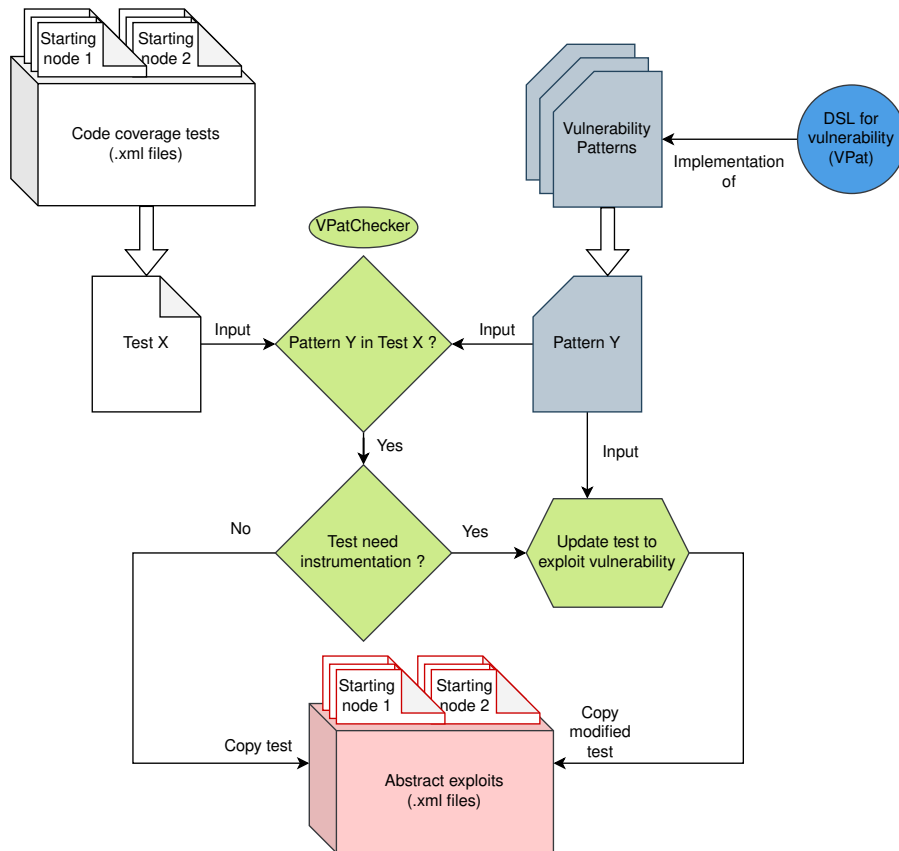 Starting
node 1
Starting
node 2
Code coverage tests
(.xml files)
Vulnerability
Patterns
DSL for
vulnerability
(VPat)
Implementation
of
VPatChecker
Test X
Input
Pattern Y in Test X ?
Input
Pattern Y
Yes
Input
No
Test need
instrumentation ?
Yes
Update test to
exploit vulnerability
Starting
node 1
Starting
node 2
Copy test
Copy
modified
test
Abstract exploits
(.xml files)